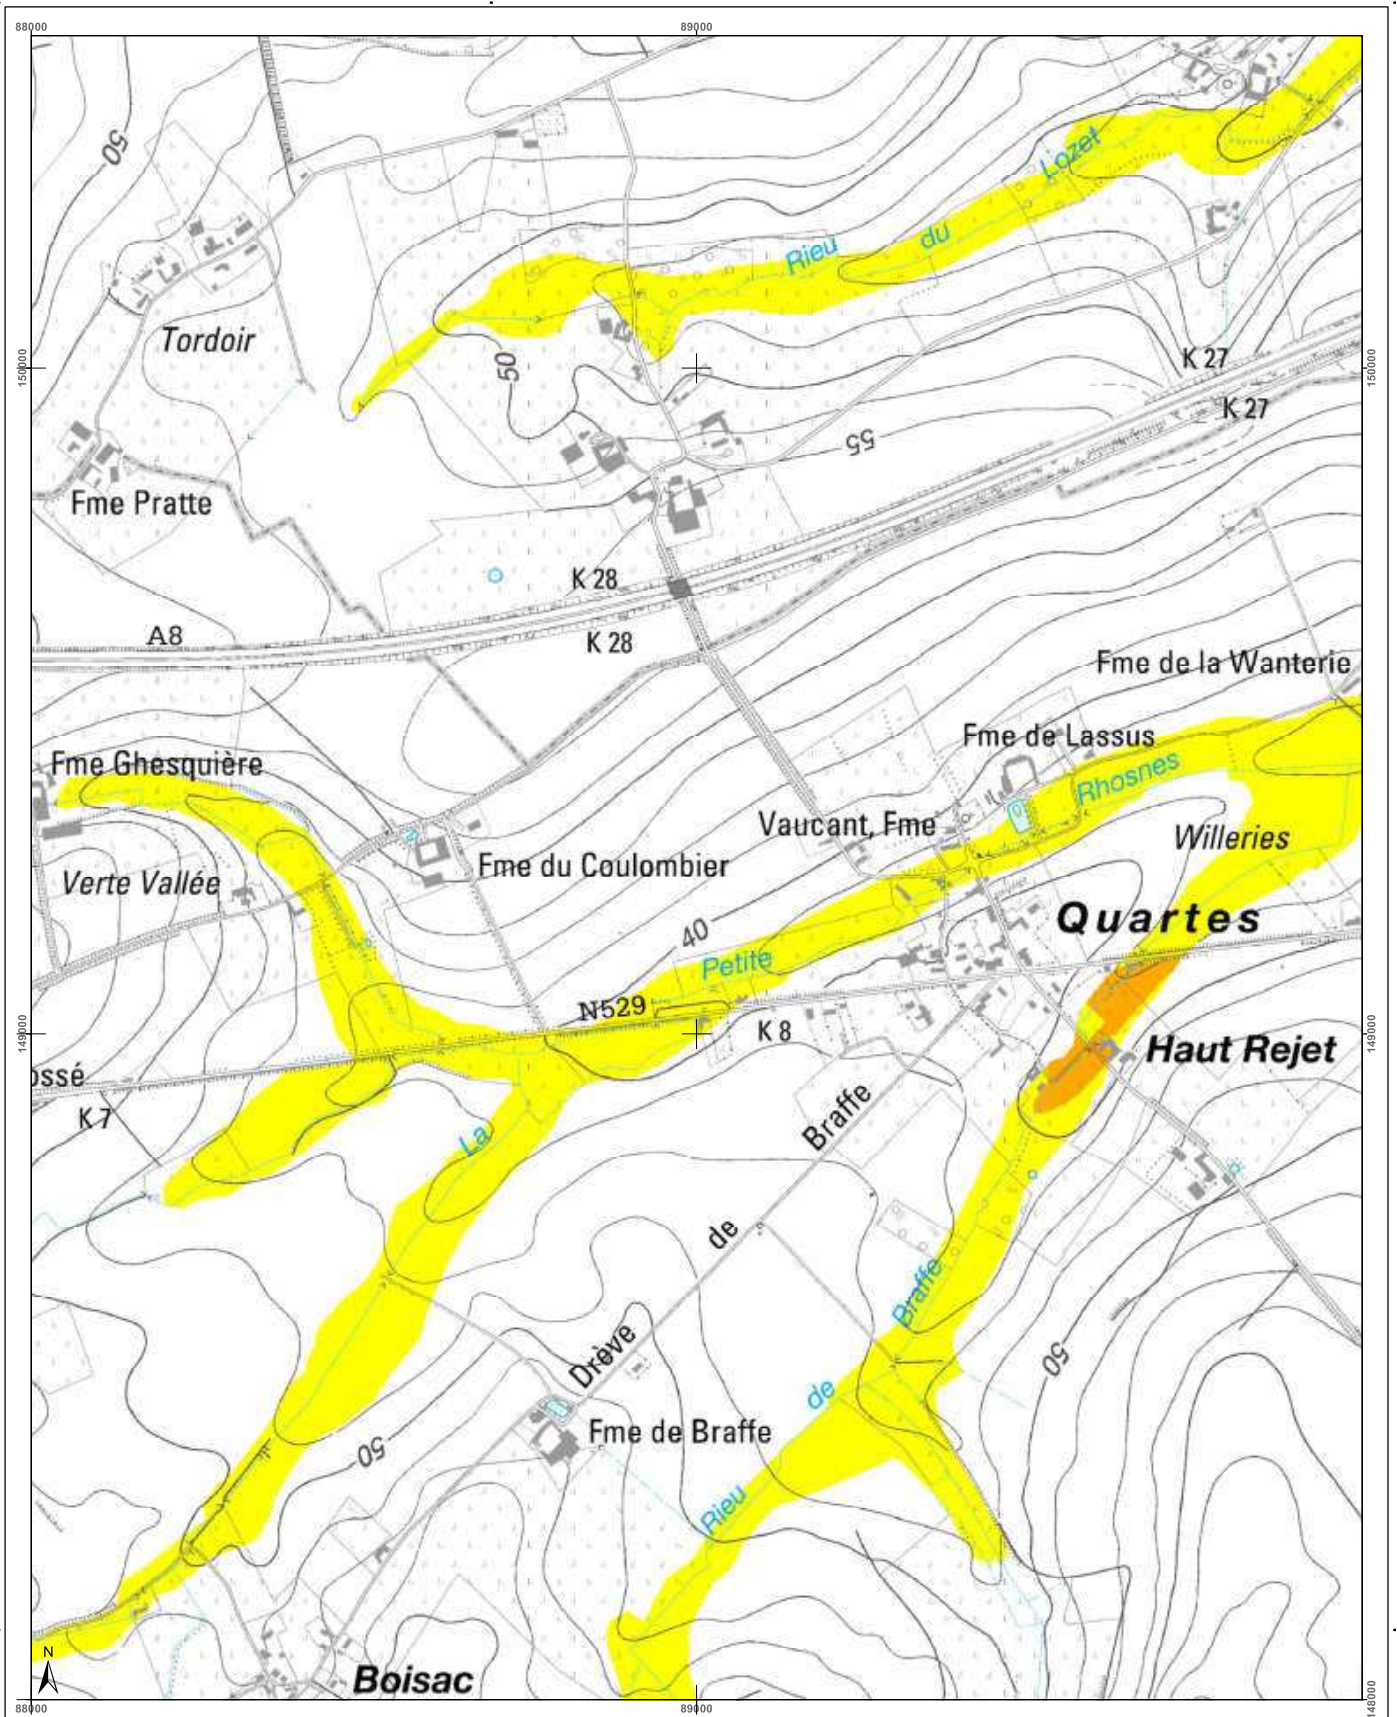 88000
89000
50
Lozet
du
Rieu
Tordoir
150000
150000
50
K 27
K 27
55
Fme Pratte
K 28
A8
K 28
Fme de la Wanterie
Fme de Lassus
Fme Ghesquière
Rhosnes
Vaucant, Fme
Willeries
Fme du Coulombier
Verte Vallée
Quartes
40
Petite
N529
K 8
149000
149000
Haut Rejet
ossé
K 7
Braffe
La
de
Braffe
Drève
50
de
Fme de Braffe
50
Rieu
N
Boisac
88000
89000
148000